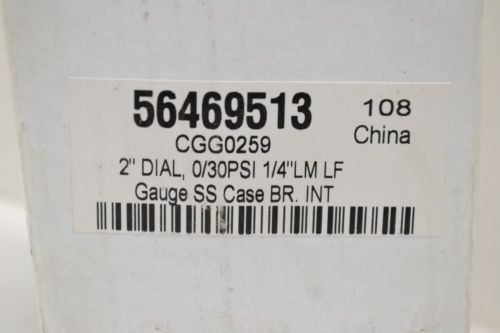 56469513
108
CGG0259
China
2" DIAL, 0/30PSI 1/4"LM LF
Gauge SS Case BR. INT